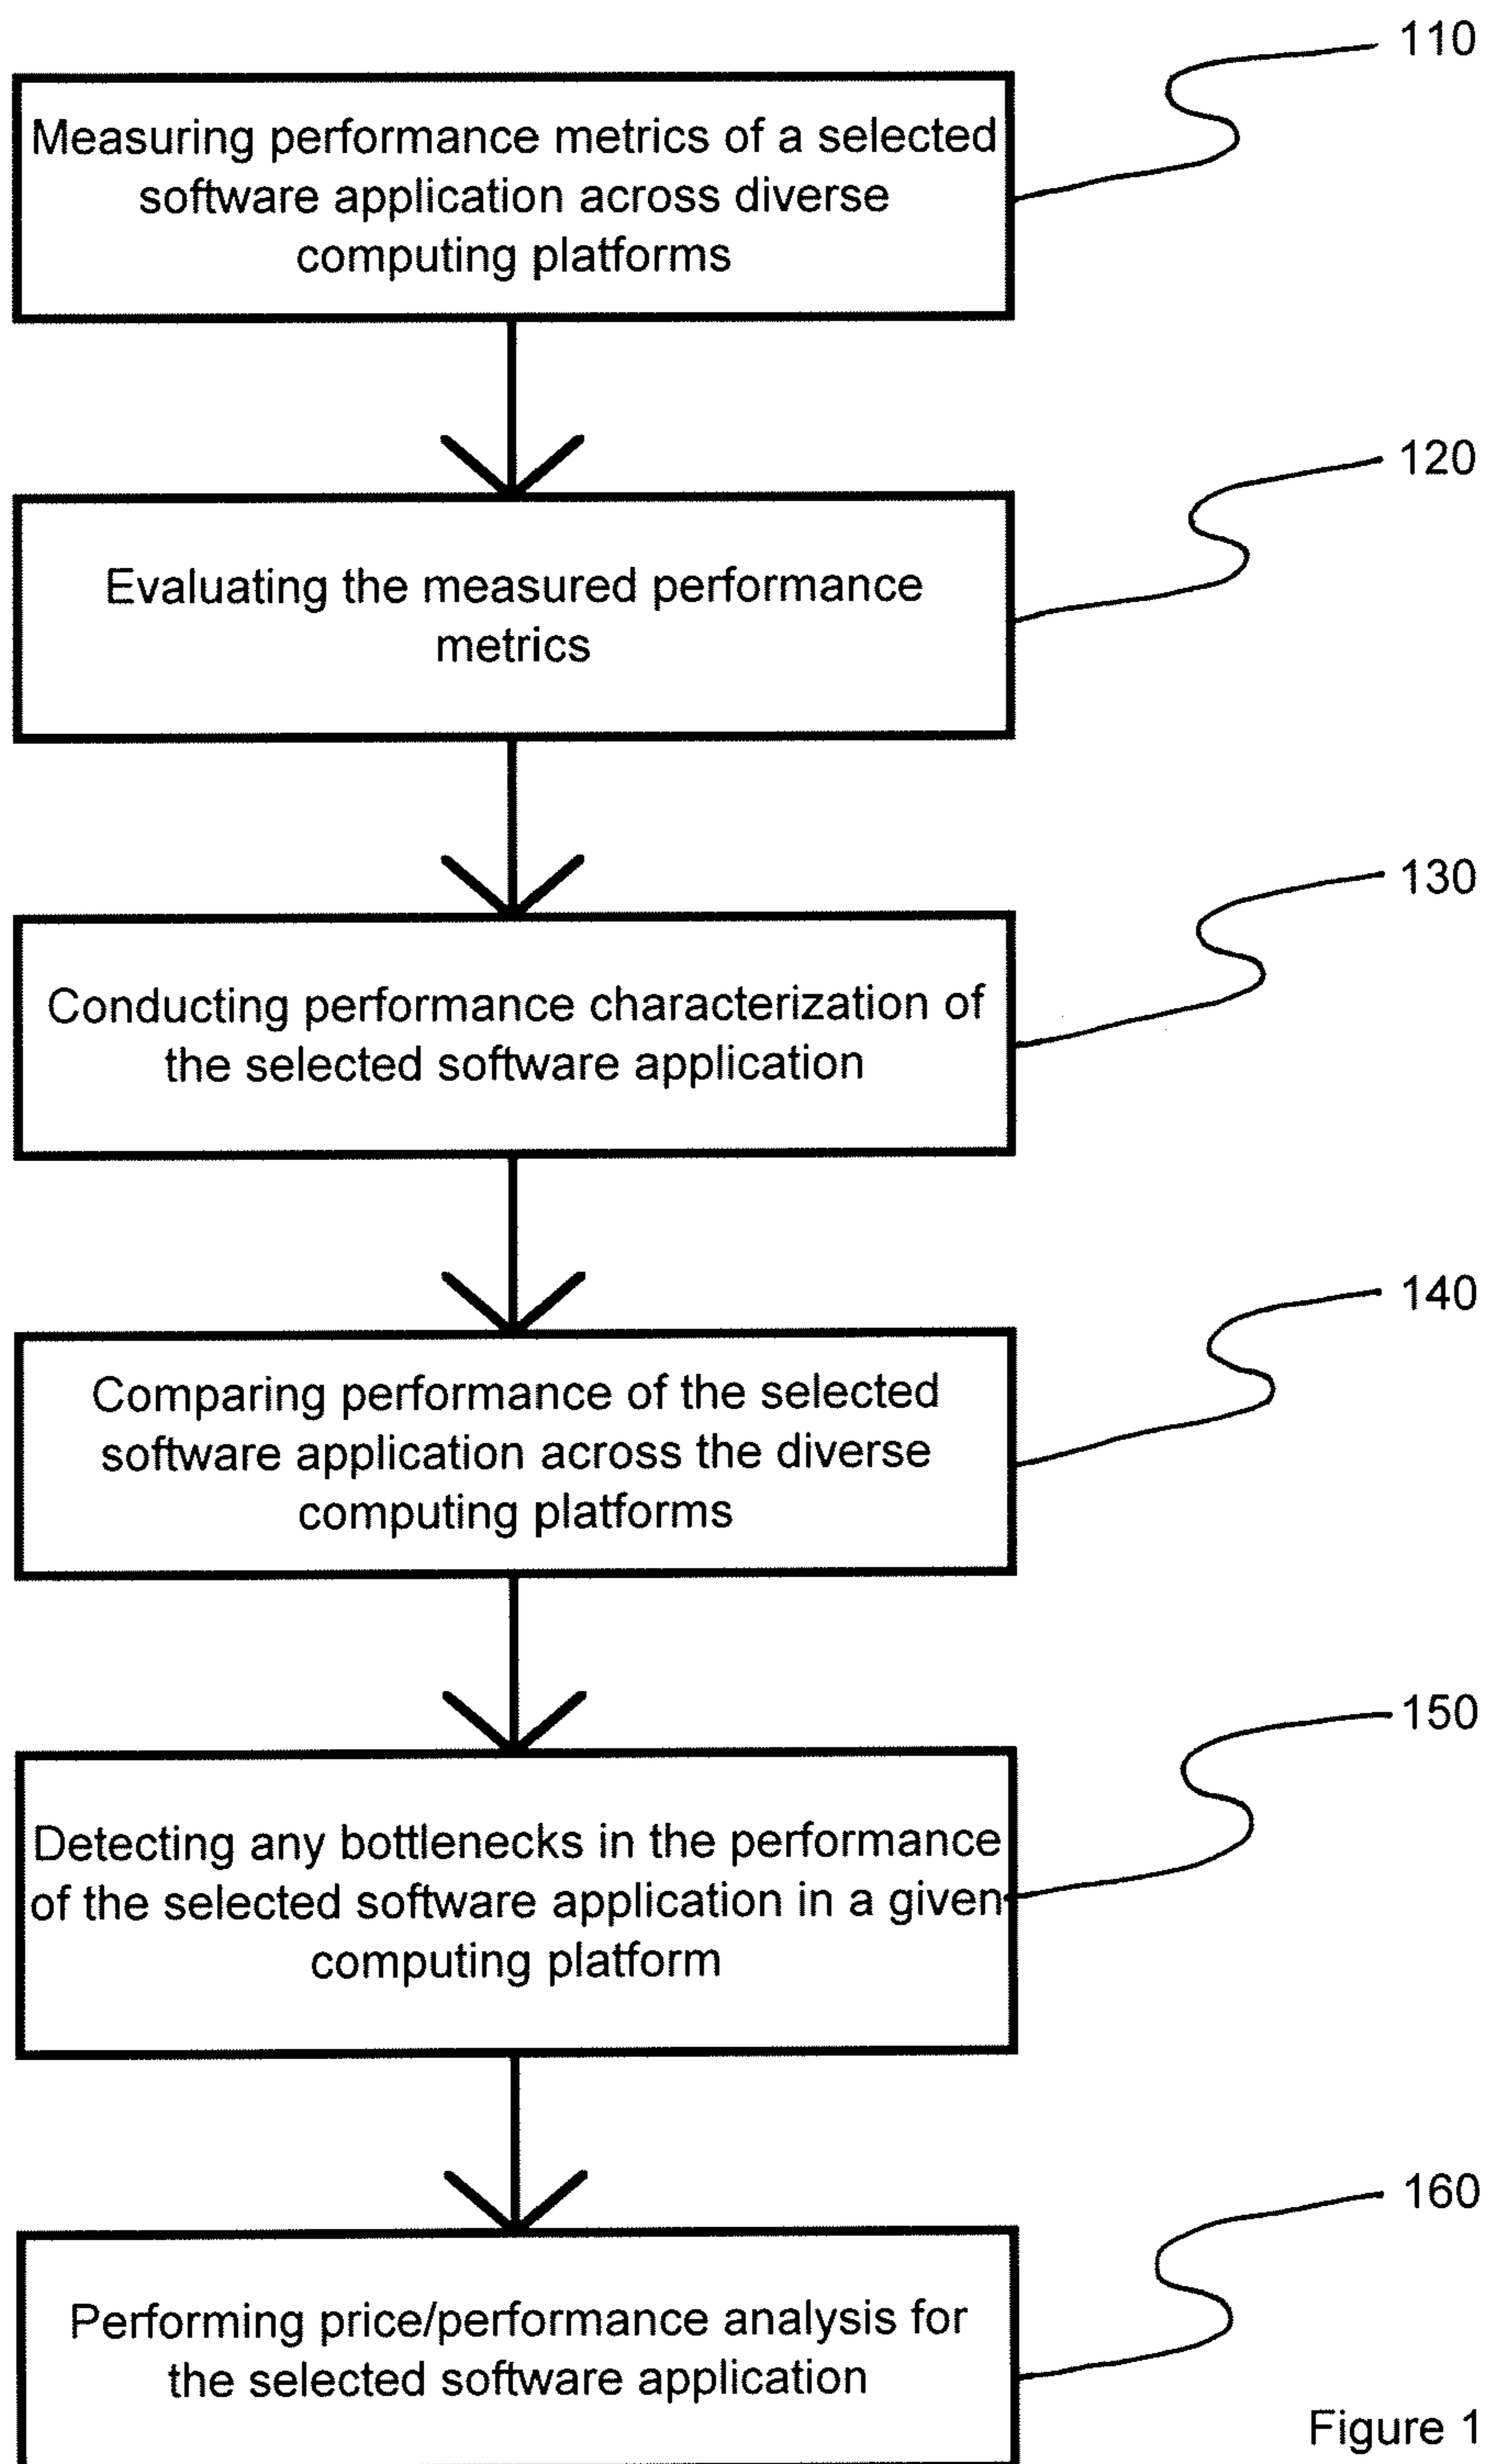 110
Measuring performance metrics of a selected
software application across diverse
computing platforms
120
Evaluating the measured performance
metrics
130
Conducting performance characterization of
the selected software application
140
Comparing performance of the selected
software application across the diverse
computing platforms
150
Detecting any bottlenecks in the performance
of the selected software application in a given
computing platform
160
Performing price/performance analysis for
the selected software application
Figure 1